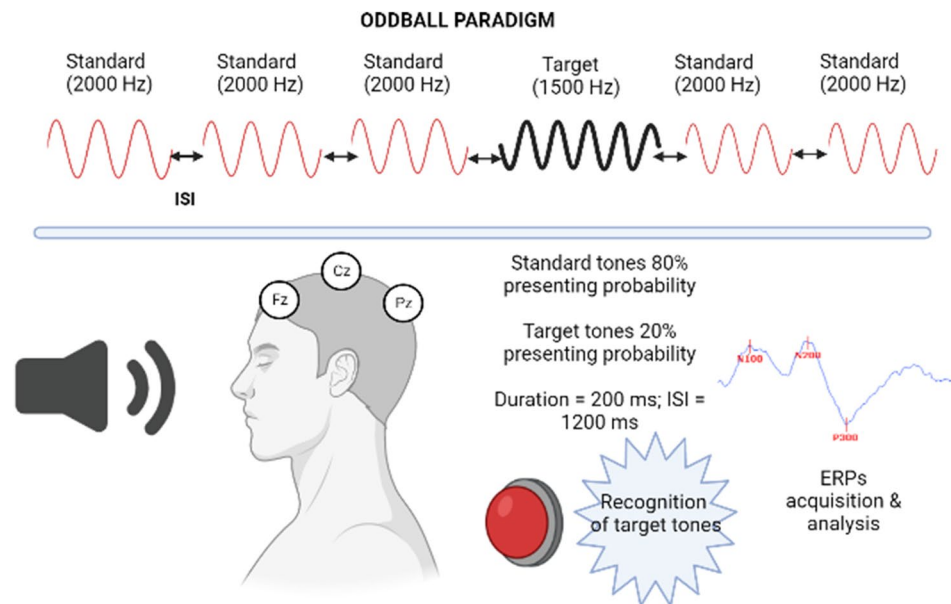 ODDBALL PARADIGM
Standard
(2000 Hz)
Standard
(2000 Hz)
Standard
(2000 Hz)
Target
(1500 Hz)
Standard
(2000 Hz)
Standard
(2000 Hz)
ISI
Fz
Cz
Pz
Standard tones 80%
presenting probability
Target tones 20%
presenting probability
Duration = 200 ms; ISI =
1200 ms
N100
N200
P300
Recognition
of target tones
ERPs
acquisition &
analysis